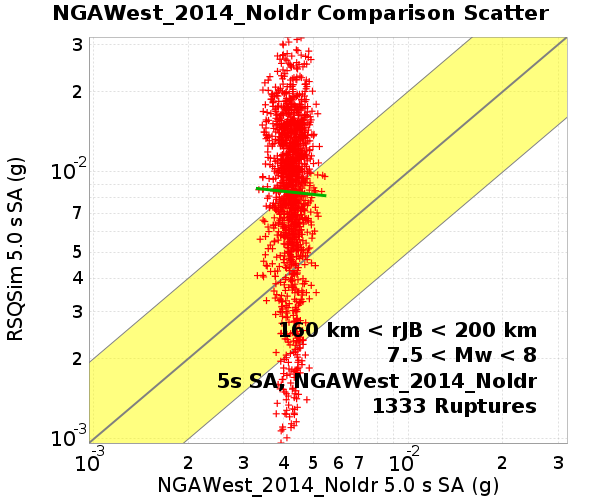 NGAWest_2014_NoIdr Comparison Scatter
RSQSim 5.0 s SA (g)
3
2
10-2
7
5
4
3
2
10-3
160 km < rJB < 200 km
7.5 < Mw < 8
5s SA, NGAWest_2014_NoIdr
1333 Ruptures
10-3 2 3 4 5 6 7 10-2 2 3
NGAWest_2014_NoIdr 5.0 s SA (g)